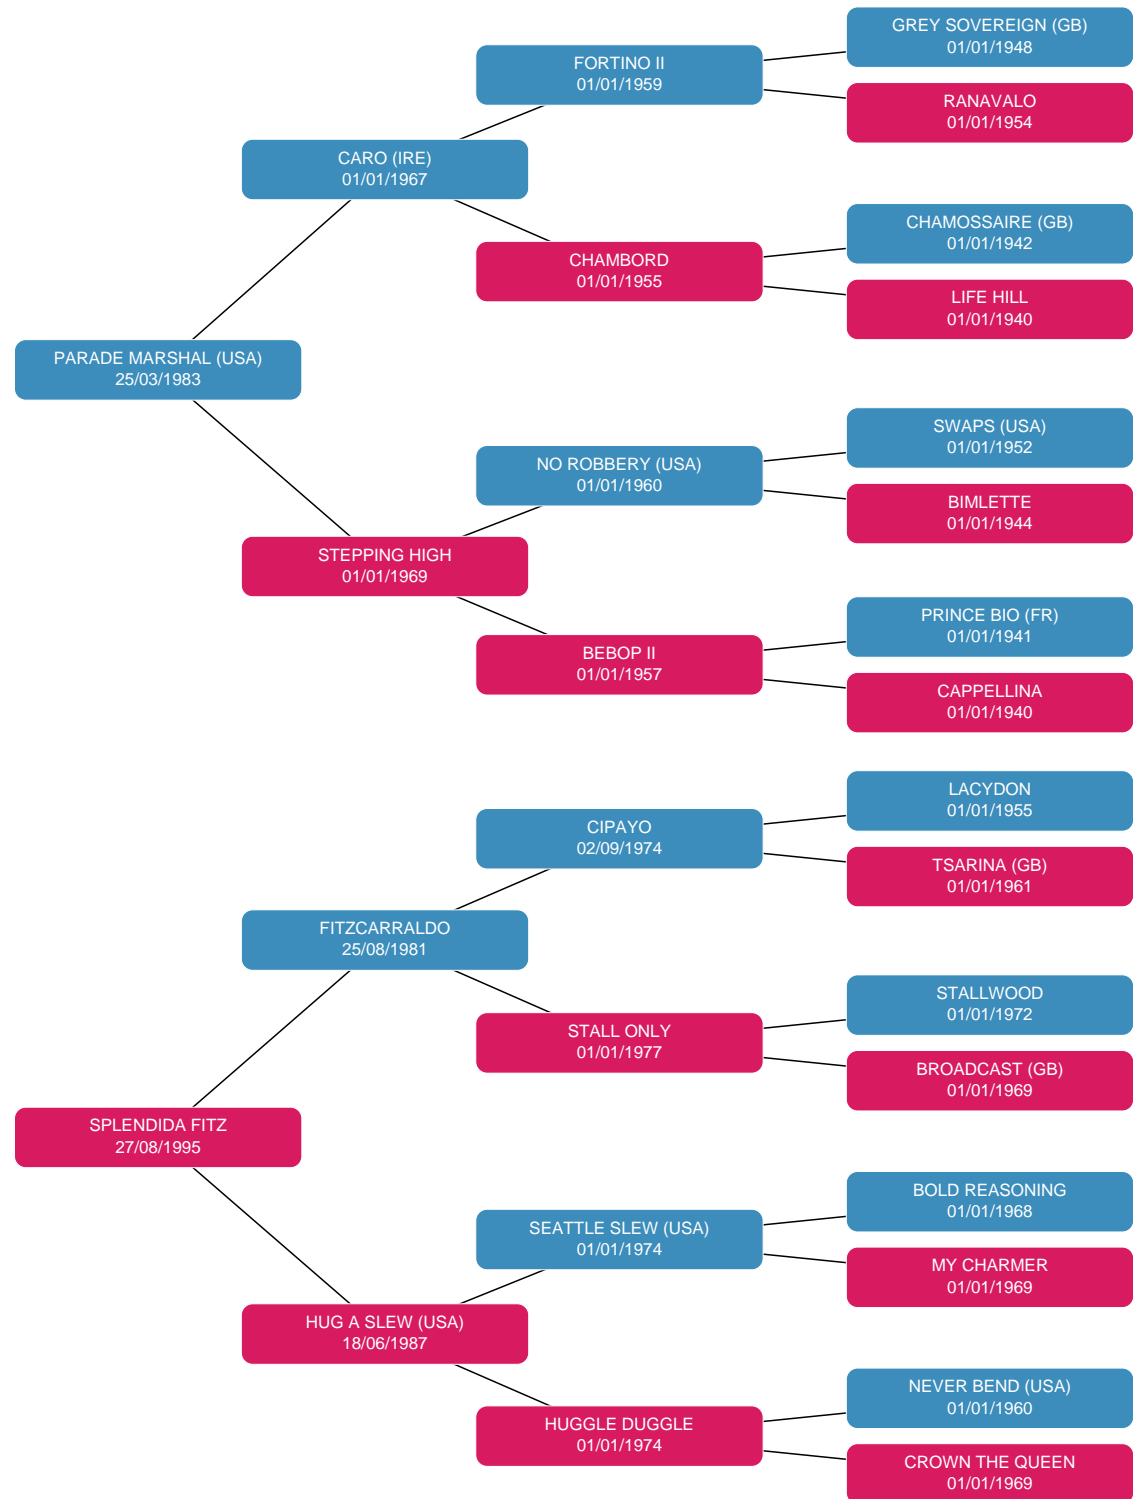 GREY SOVEREIGN (GB)
01/01/1948
FORTINO II
01/01/1959
RANAVALO
01/01/1954
CARO (IRE)
01/01/1967
CHAMOSSAIRE (GB)
01/01/1942
CHAMBORD
01/01/1955
LIFE HILL
01/01/1940
PARADE MARSHAL (USA)
25/03/1983
SWAPS (USA)
01/01/1952
NO ROBBERY (USA)
01/01/1960
BIMLETTE
01/01/1944
STEPPING HIGH
01/01/1969
PRINCE BIO (FR)
01/01/1941
BEBOP II
01/01/1957
CAPPELLINA
01/01/1940
LACYDON
01/01/1955
CIPAYO
02/09/1974
TSARINA (GB)
01/01/1961
FITZCARRALDO
25/08/1981
STALLWOOD
01/01/1972
STALL ONLY
01/01/1977
BROADCAST (GB)
01/01/1969
SPLENDIDA FITZ
27/08/1995
BOLD REASONING
01/01/1968
SEATTLE SLEW (USA)
01/01/1974
MY CHARMER
01/01/1969
HUG A SLEW (USA)
18/06/1987
NEVER BEND (USA)
01/01/1960
HUGGLE DUGGLE
01/01/1974
CROWN THE QUEEN
01/01/1969